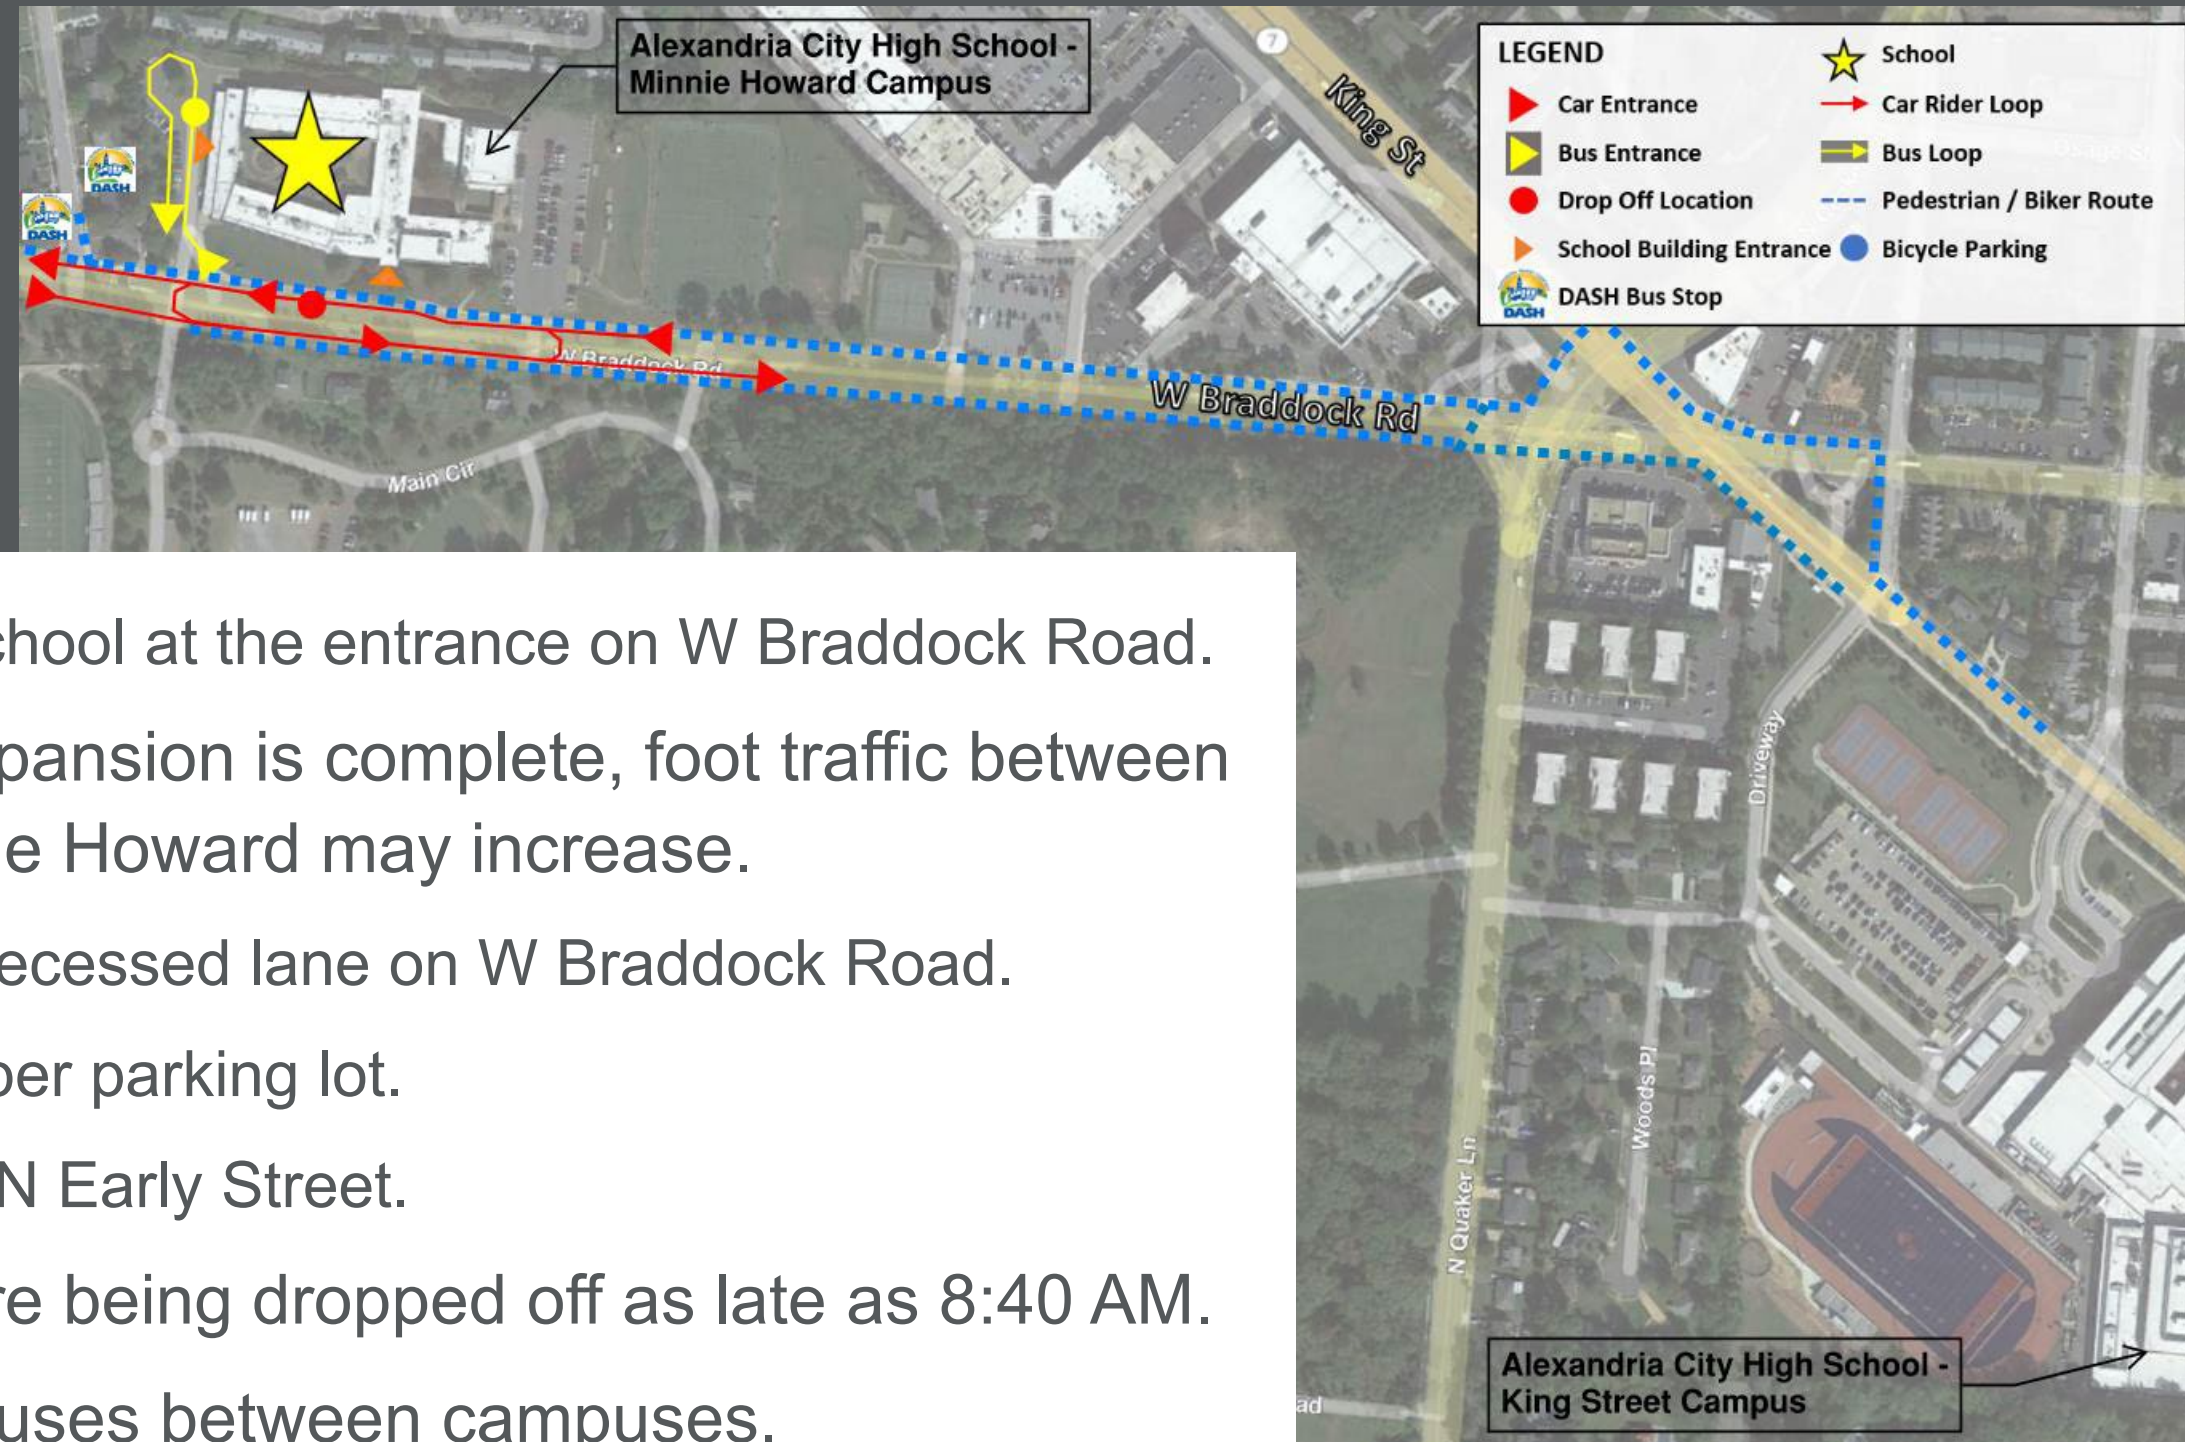 Alexandria City High School -
Minnie Howard Campus
7
King St
LEGEND
School
Car Entrance
Car Rider Loop
Bus Entrance
Bus Loop
Drop Off Location
Pedestrian / Biker Route
School Building Entrance
Bicycle Parking
DASH
DASH Bus Stop
DASH
DASH
W Braddock Rd
W Braddock Rd
Main Cir
chool at the entrance on W Braddock Road.
pansion is complete, foot traffic between
e Howard may increase.
ecessed lane on W Braddock Road.
per parking lot.
N Early Street.
re being dropped off as late as 8:40 AM.
uses between campuses.
Driveway
Woods Pl
N Quaker Ln
ad
Alexandria City High School -
King Street Campus